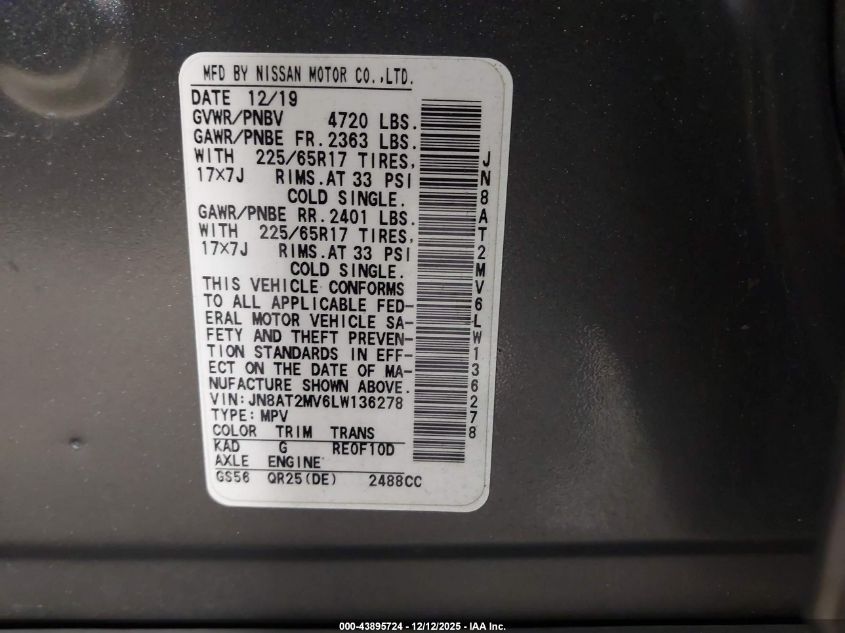 MFD BY NISSAN MOTOR CO.,LTD.
DATE 12/19
GVWR/PNBV 4720 LBS.
GAWR/PNBE FR. 2363 LBS.
WITH 225/65R17 TIRES,
17X7J RIMS.AT 33 PSI
COLD SINGLE.
GAWR/PNBE RR. 2401 LBS.
WITH 225/65R17 TIRES,
17X7J RIMS.AT 33 PSI
COLD SINGLE.
THIS VEHICLE CONFORMS
TO ALL APPLICABLE FED-
ERAL MOTOR VEHICLE SA-
FETY AND THEFT PREVEN-
TION STANDARDS IN EFF-
ECT ON THE DATE OF MA-
NUFACTURE SHOWN ABOVE.
VIN:JN8AT2MV6LW136278
TYPE:MPV
COLOR TRIM TRANS
KAD G RE0F10D
AXLE ENGINE
GS56 QR25(DE) 2488CC
JN8AT2MV6LW136278
000-43895724 - 12/12/2025 - IAA Inc.